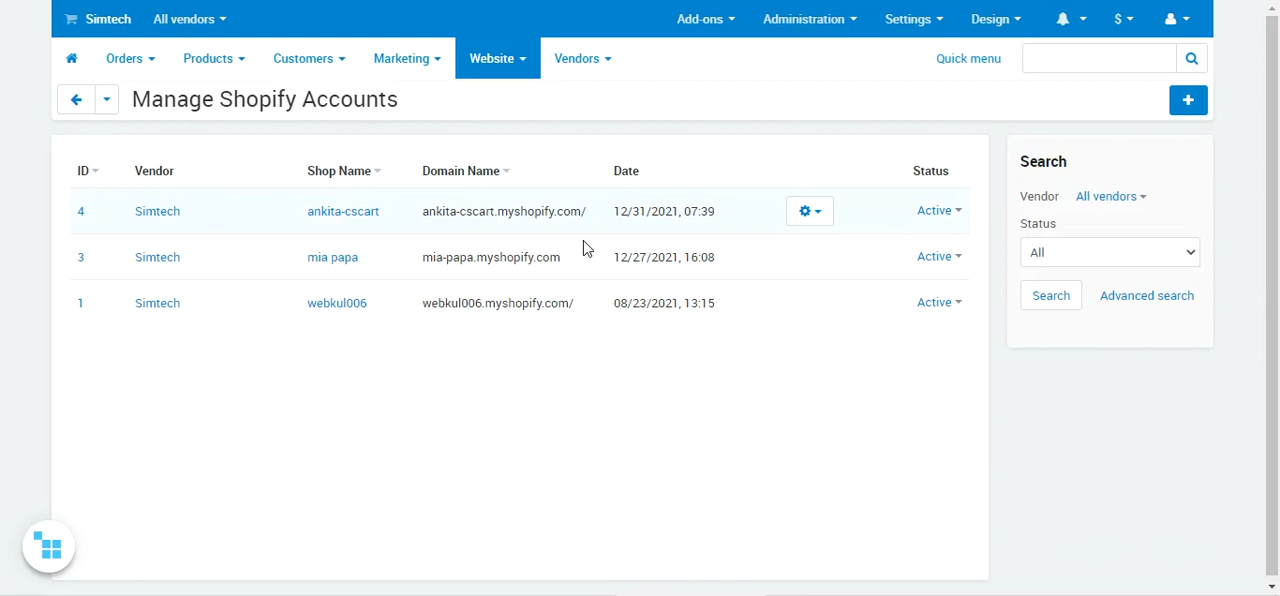 Simtech All vendors Add-ons Administration Settings Design $
Orders Products Customers Marketing Website Vendors Quick menu
Manage Shopify Accounts
ID Vendor Shop Name Domain Name Date Status
4 Simtech ankita-cscart ankita-cscart.myshopify.com/ 12/31/2021, 07:39 Active
3 Simtech mia papa mia-papa.myshopify.com 12/27/2021, 16:08 Active
1 Simtech webkul006 webkul006.myshopify.com/ 08/23/2021, 13:15 Active
Search
Vendor All vendors
Status
All
Search Advanced search